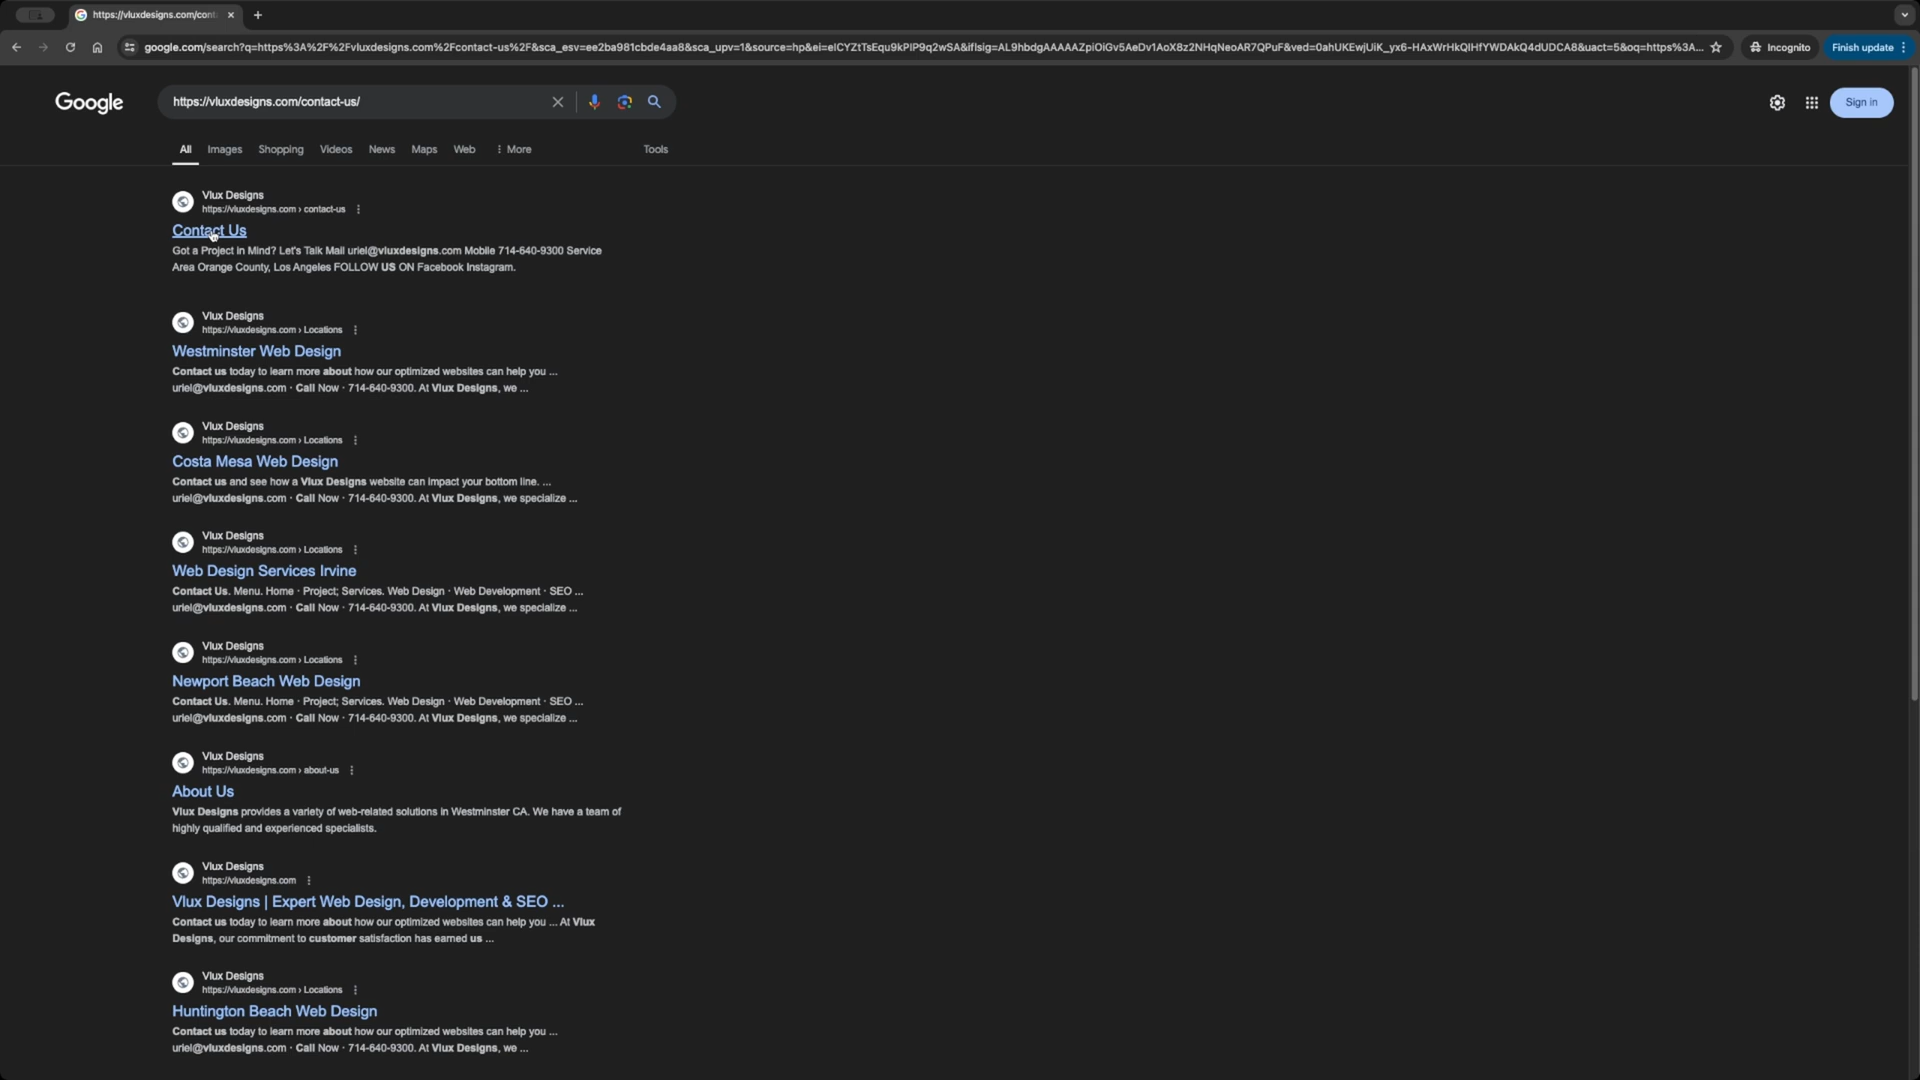 https://vluxdesigns.com/cont
google.com/search?q=https%3A%2F%2Fvluxdesigns.com%2Fcontact-us%2F&sca_esv=ee2ba981cbde4aa8&sca_upv=1&source=hp&ei=
Incognito
Finish update
Google
https://vluxdesigns.com/contact-us/
Sign in
All Images Shopping Videos News Maps Web More Tools
Vlux Designs
https://vluxdesigns.com › contact-us
Contact Us
Got a Project in Mind? Let's Talk Mail uriel@vluxdesigns.com Mobile 714-640-9300 Service
Area Orange County, Los Angeles FOLLOW US ON Facebook Instagram.
Vlux Designs
https://vluxdesigns.com › Locations
Westminster Web Design
Contact us today to learn more about how our optimized websites can help you ...
uriel@vluxdesigns.com · Call Now · 714-640-9300. At Vlux Designs, we ...
Vlux Designs
https://vluxdesigns.com › Locations
Costa Mesa Web Design
Contact us and see how a Vlux Designs website can impact your bottom line. ...
uriel@vluxdesigns.com · Call Now · 714-640-9300. At Vlux Designs, we specialize ...
Vlux Designs
https://vluxdesigns.com › Locations
Web Design Services Irvine
Contact Us. Menu. Home · Project; Services. Web Design · Web Development · SEO ...
uriel@vluxdesigns.com · Call Now · 714-640-9300. At Vlux Designs, we specialize ...
Vlux Designs
https://vluxdesigns.com › Locations
Newport Beach Web Design
Contact Us. Menu. Home · Project; Services. Web Design · Web Development · SEO ...
uriel@vluxdesigns.com · Call Now · 714-640-9300. At Vlux Designs, we specialize ...
Vlux Designs
https://vluxdesigns.com › about-us
About Us
Vlux Designs provides a variety of web-related solutions in Westminster CA. We have a team of
highly qualified and experienced specialists.
Vlux Designs
https://vluxdesigns.com
Vlux Designs | Expert Web Design, Development & SEO ...
Contact us today to learn more about how our optimized websites can help you ... At Vlux
Designs, our commitment to customer satisfaction has earned us ...
Vlux Designs
https://vluxdesigns.com › Locations
Huntington Beach Web Design
Contact us today to learn more about how our optimized websites can help you ...
uriel@vluxdesigns.com · Call Now · 714-640-9300. At Vlux Designs, we ...